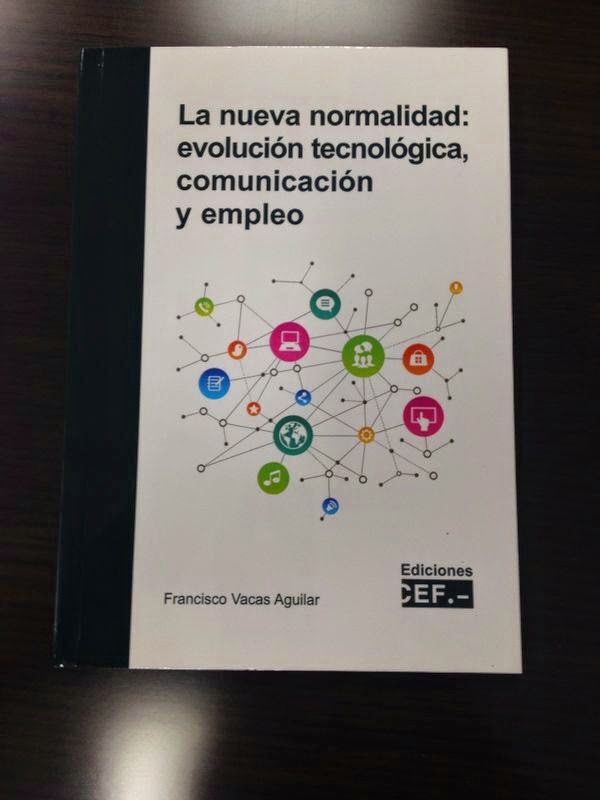 La nueva normalidad:
evolución tecnológica,
comunicación
y empleo
Francisco Vacas Aguilar
Ediciones
CEF.-